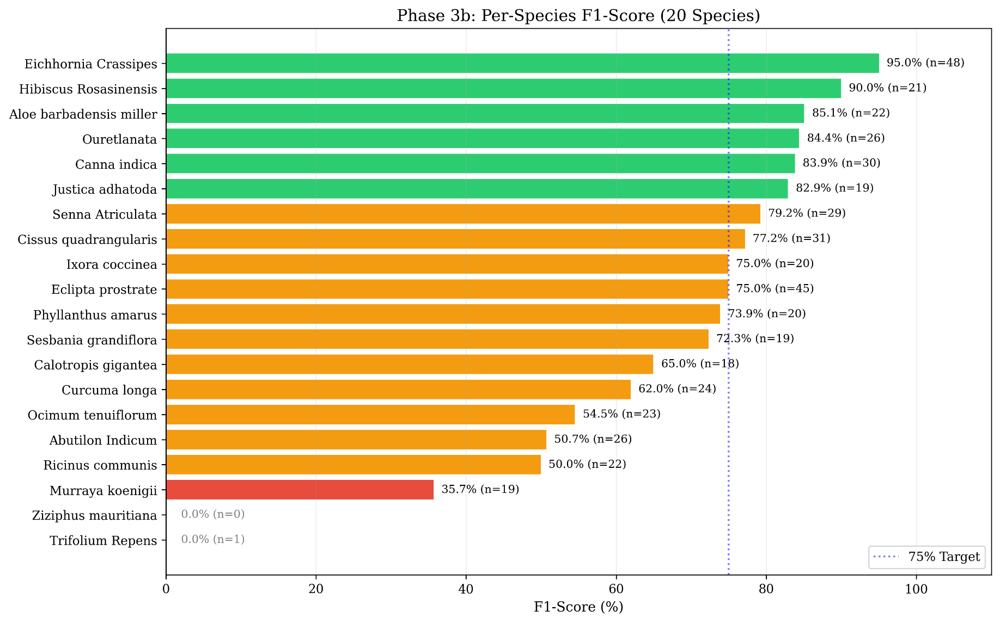 Phase 3b: Per-Species F1-Score (20 Species)
Eichhornia Crassipes 95.0% (n=48)
Hibiscus Rosasinensis 90.0% (n=21)
Aloe barbadensis miller 85.1% (n=22)
Ouretlanata 84.4% (n=26)
Canna indica 83.9% (n=30)
Justica adhatoda 82.9% (n=19)
Senna Atriculata 79.2% (n=29)
Cissus quadrangularis 77.2% (n=31)
Ixora coccinea 75.0% (n=20)
Eclipta prostrate 75.0% (n=45)
Phyllanthus amarus 73.9% (n=20)
Sesbania grandiflora 72.3% (n=19)
Calotropis gigantea 65.0% (n=18)
Curcuma longa 62.0% (n=24)
Ocimum tenuiflorum 54.5% (n=23)
Abutilon Indicum 50.7% (n=26)
Ricinus communis 50.0% (n=22)
Murraya koenigii 35.7% (n=19)
Ziziphus mauritiana 0.0% (n=0)
Trifolium Repens 0.0% (n=1)
75% Target
0 20 40 60 80 100
F1-Score (%)